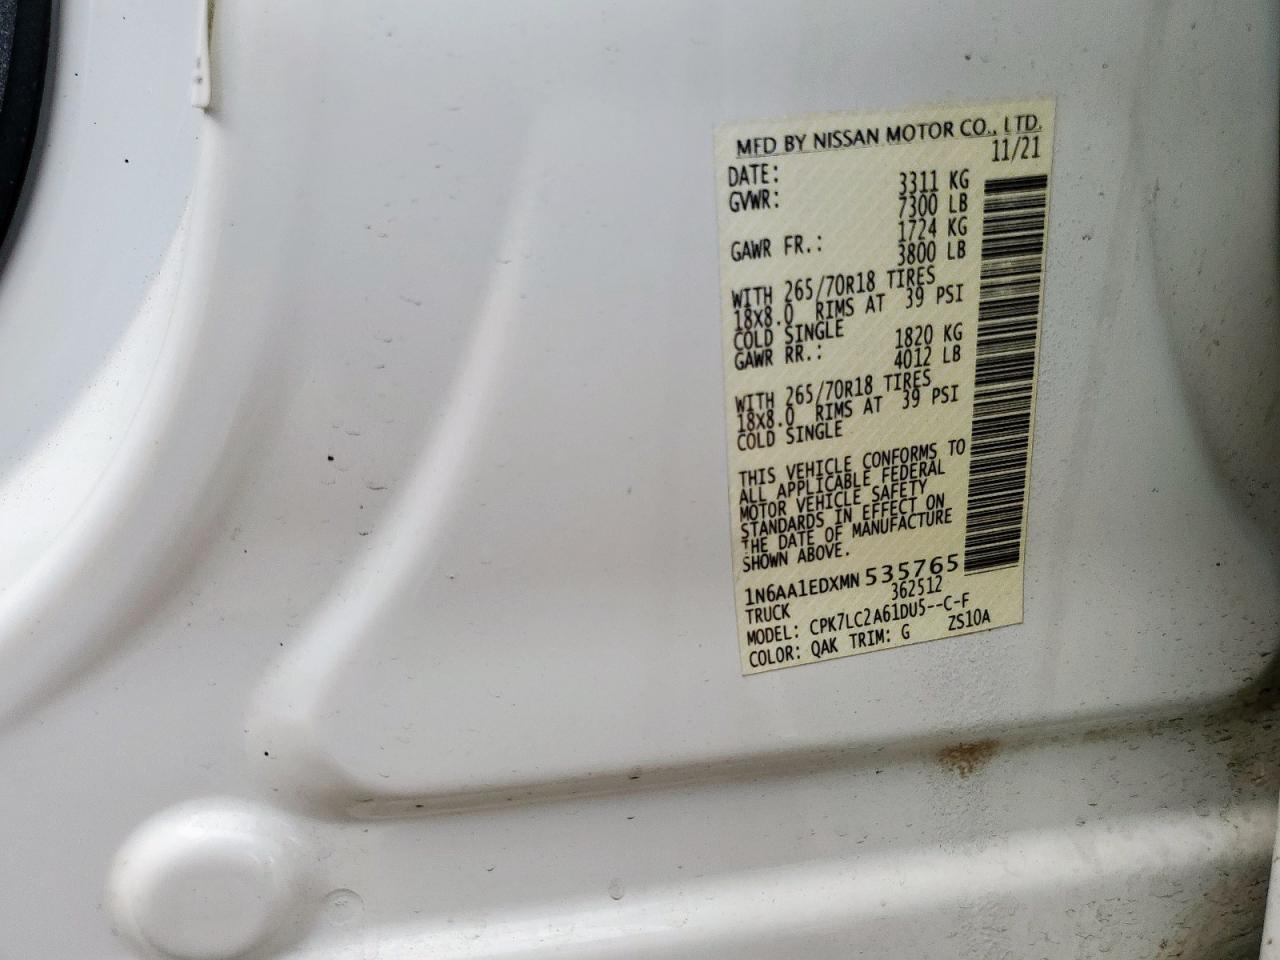 MFD BY NISSAN MOTOR CO., LTD.
DATE: 11/21
GVWR: 3311 KG
7300 LB
GAWR FR.: 1724 KG
3800 LB
WITH 265/70R18 TIRES
18x8.0 RIMS AT 39 PSI
COLD SINGLE
GAWR RR.: 1820 KG
4012 LB
WITH 265/70R18 TIRES
18x8.0 RIMS AT 39 PSI
COLD SINGLE
THIS VEHICLE CONFORMS TO
ALL APPLICABLE FEDERAL
MOTOR VEHICLE SAFETY
STANDARDS IN EFFECT ON
THE DATE OF MANUFACTURE
SHOWN ABOVE.
1N6AA1EDXMN535765
TRUCK 362512
MODEL: CPK7LC2A61DU5--C-F
COLOR: QAK TRIM: G ZS10A